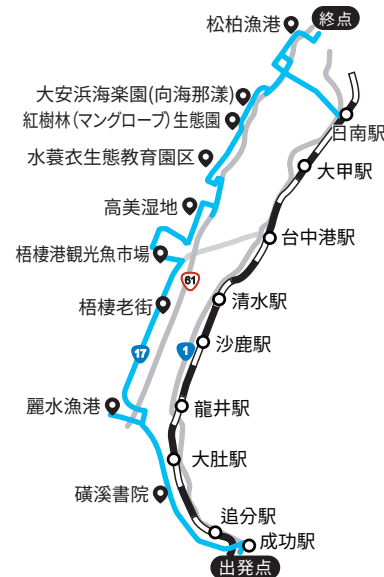 松柏漁港
終点
大安浜海楽園(向海那漾)
紅樹林(マングローブ)生態園
日南駅
水蓑衣生態教育園区
大甲駅
高美湿地
台中港駅
梧棲港観光魚市場
61
清水駅
梧棲老街
17
1
沙鹿駅
麗水漁港
龍井駅
大肚駅
磺溪書院
追分駅
成功駅
出発点